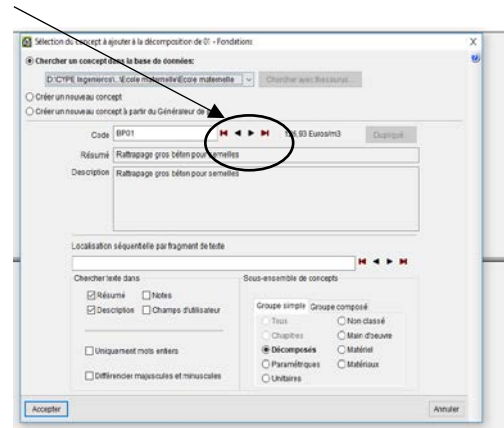 Sélection du concept à ajouter à la décomposition de 01 - Fondations
Chercher un concept dans la base de données:
D:\CYPE Ingenieros\..\Ecole maternelle\Ecole maternelle
Chercher avec thesaurus...
Créer un nouveau concept
Créer un nouveau concept à partir du Générateur de
Code BP01 Euros/m3
Résumé Rattrapage gros béton pour semelles
Description Rattrapage gros béton pour semelles
Localisation séquentielle par fragment de texte
Chercher texte dans
Résumé Notes
Description Champs d'utilisateur
Uniquement mots entiers
Différencier majuscules et minuscules
Sous-ensemble de concepts
Groupe simple Groupe composé
Tous Non classé
Chapitres Main d'oeuvre
Décomposés Matériel
Paramétriques Matériaux
Unitaires
Accepter Annuler